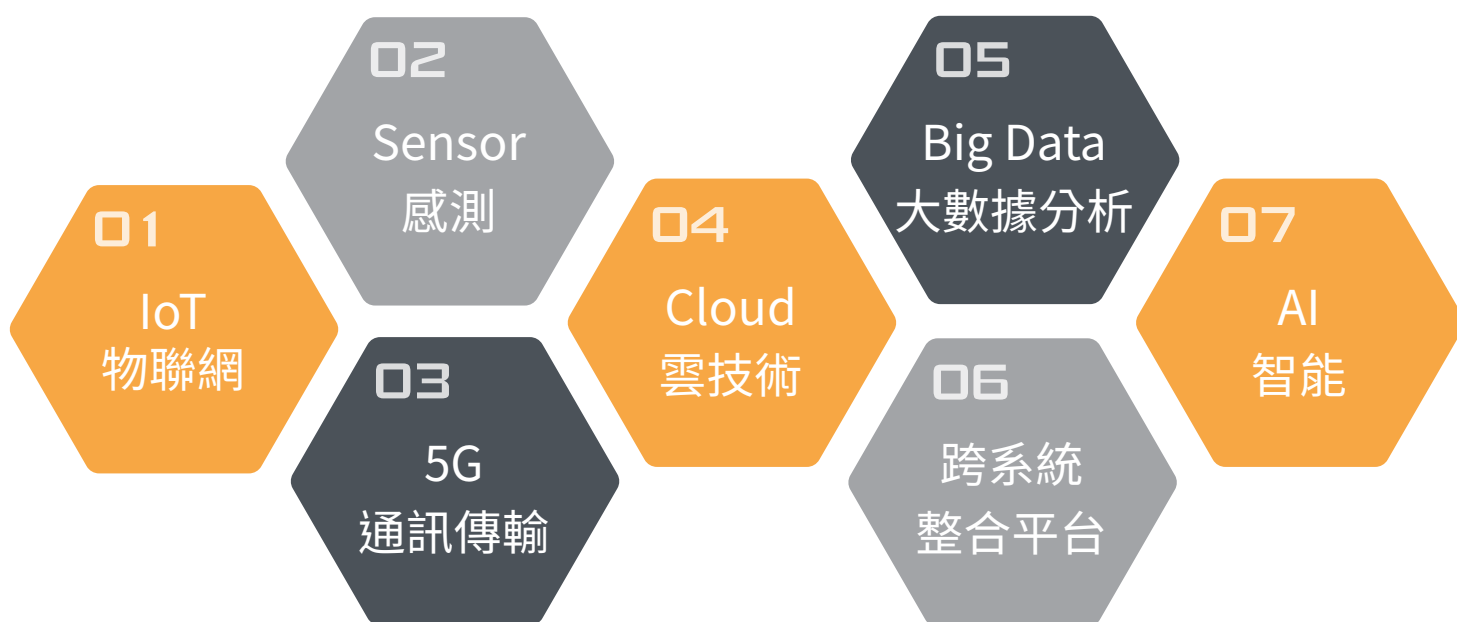 01
IoT
物聯網
02
Sensor
感測
03
5G
通訊傳輸
04
Cloud
雲技術
05
Big Data
大數據分析
06
跨系統
整合平台
07
AI
智能